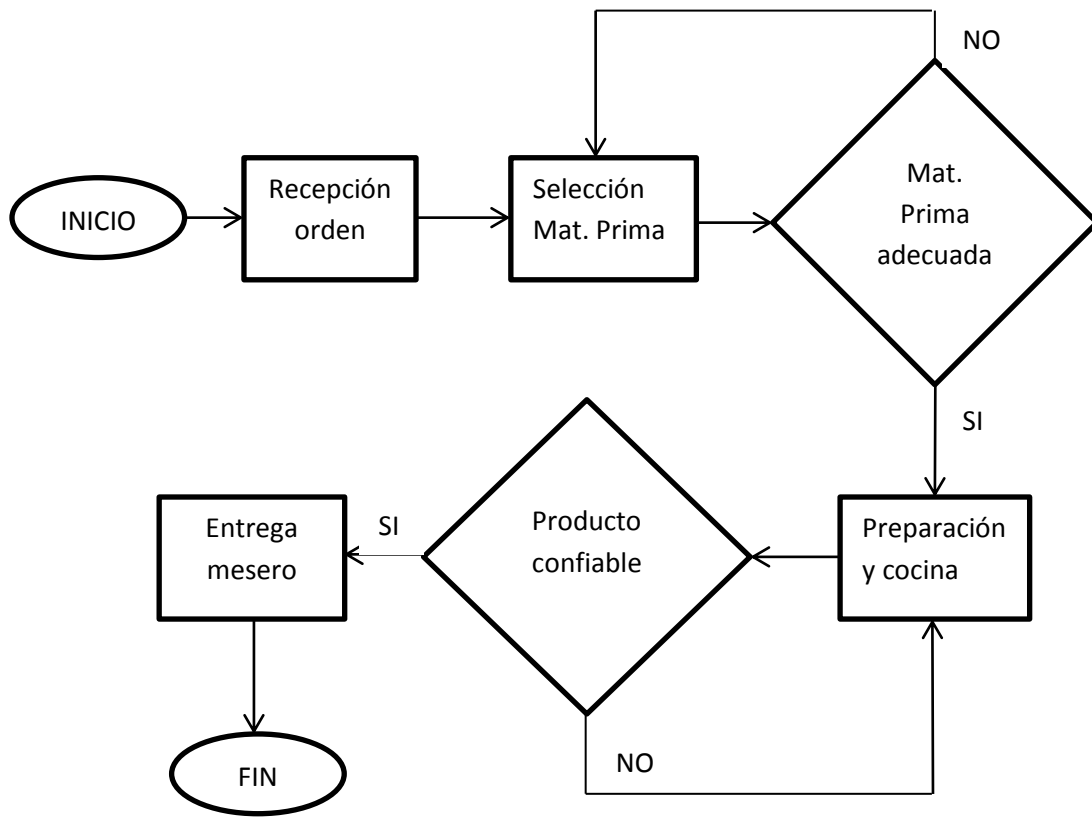 NO
INICIO
Recepción
orden
Selección
Mat. Prima
Mat.
Prima
adecuada
SI
Preparación
y cocina
Producto
confiable
NO
SI
Entrega
mesero
FIN